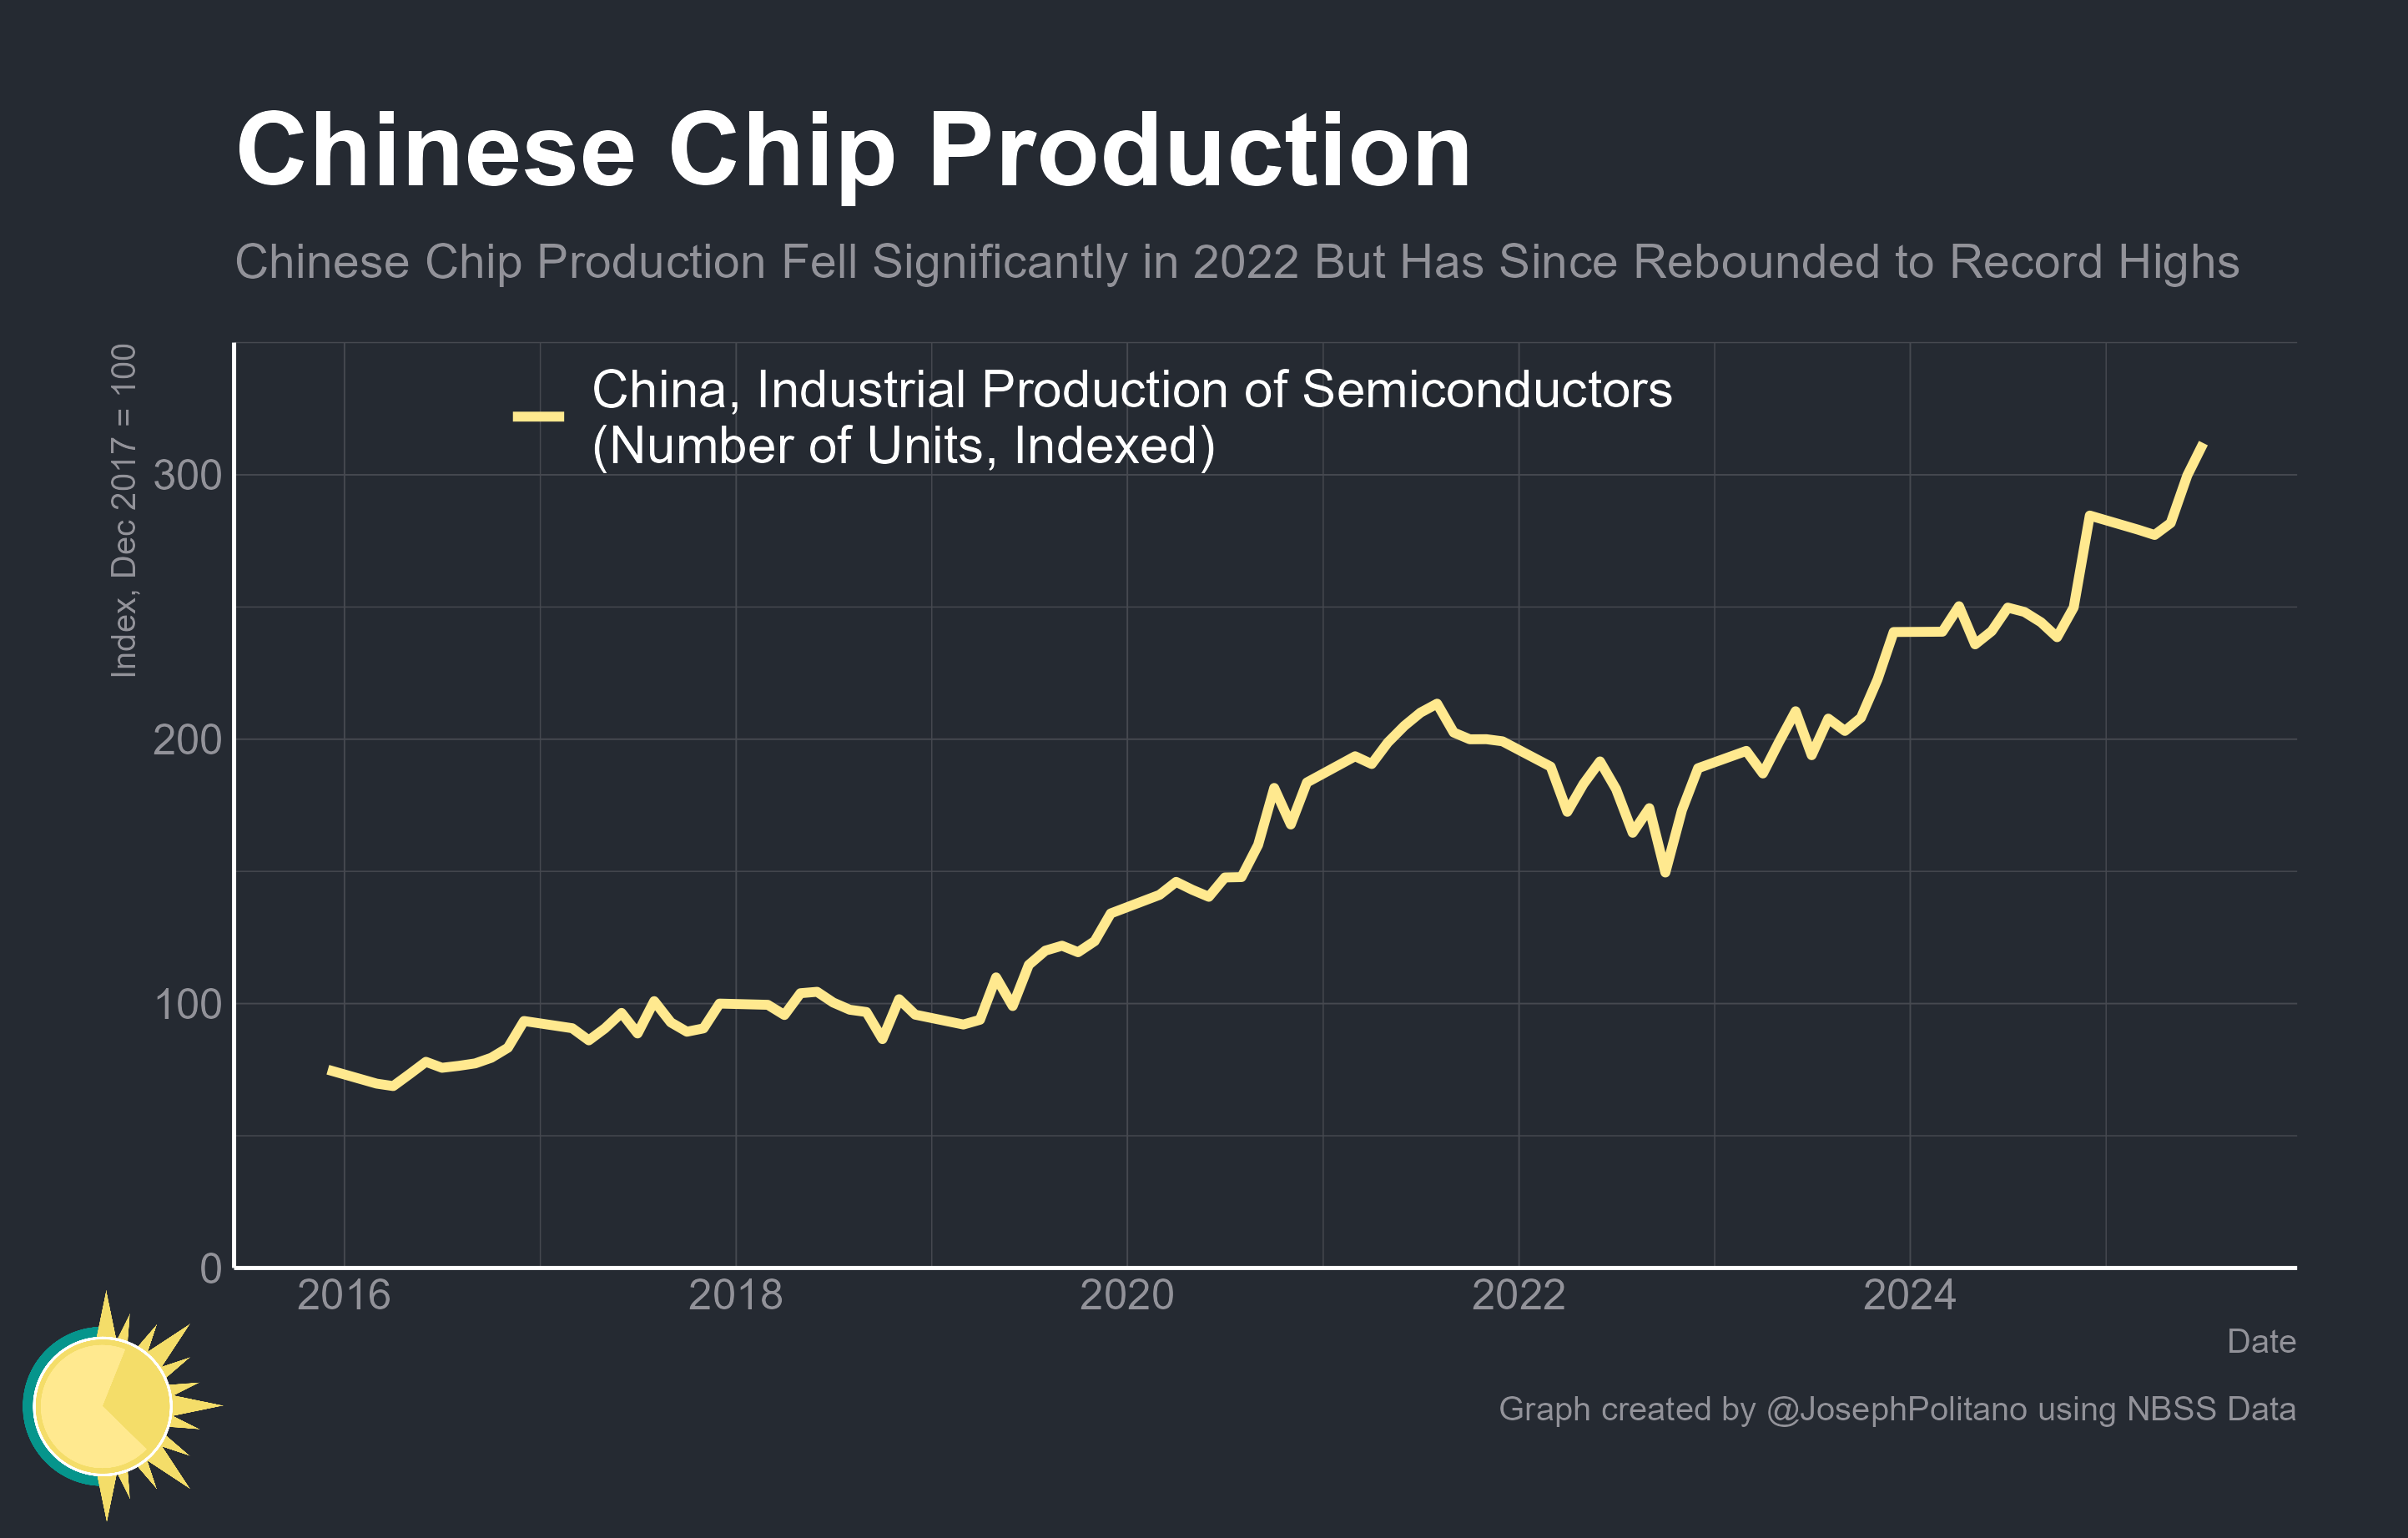 Chinese Chip Production
Chinese Chip Production Fell Significantly in 2022 But Has Since Rebounded to Record Highs
Index, Dec 2017 = 100
China, Industrial Production of Semiconductors
(Number of Units, Indexed)
300
200
100
0
2016 2018 2020 2022 2024
Date
Graph created by @JosephPolitano using NBSS Data